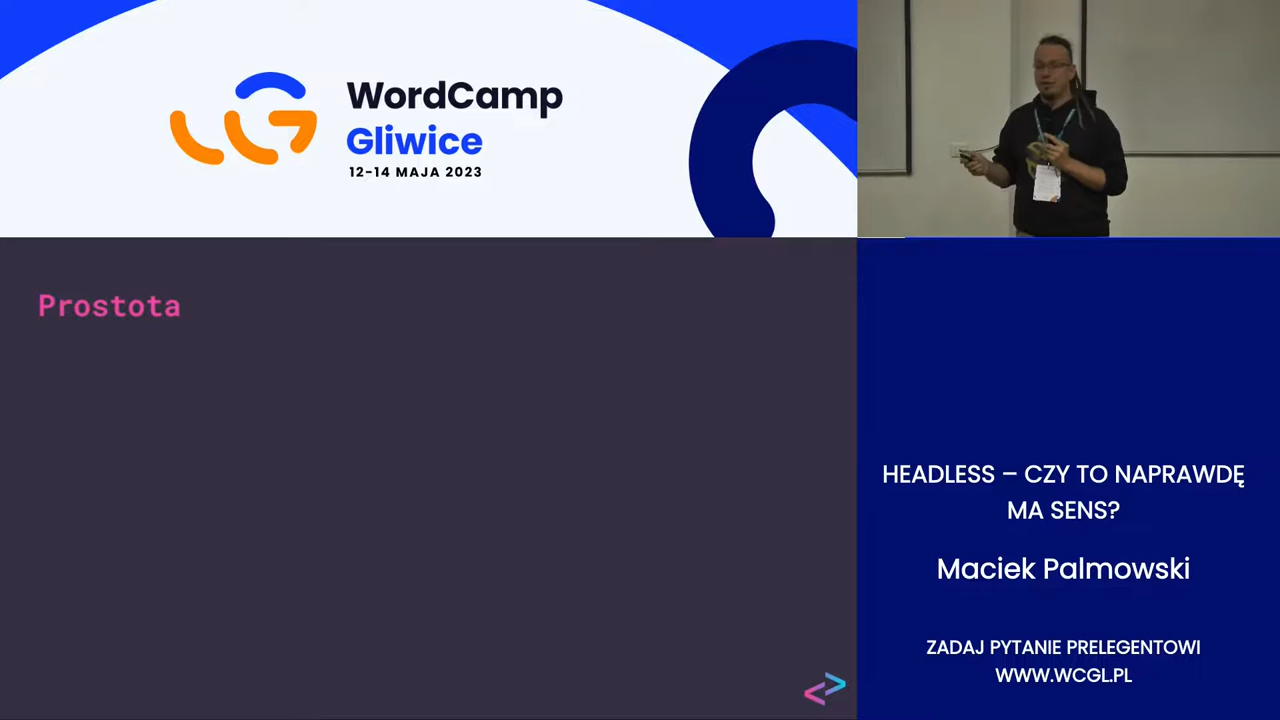 WordCamp
Gliwice
12-14 MAJA 2023
Prostota
HEADLESS – CZY TO NAPRAWDĘ
MA SENS?
Maciek Palmowski
ZADAJ PYTANIE PRELEGENTOWI
WWW.WCGL.PL